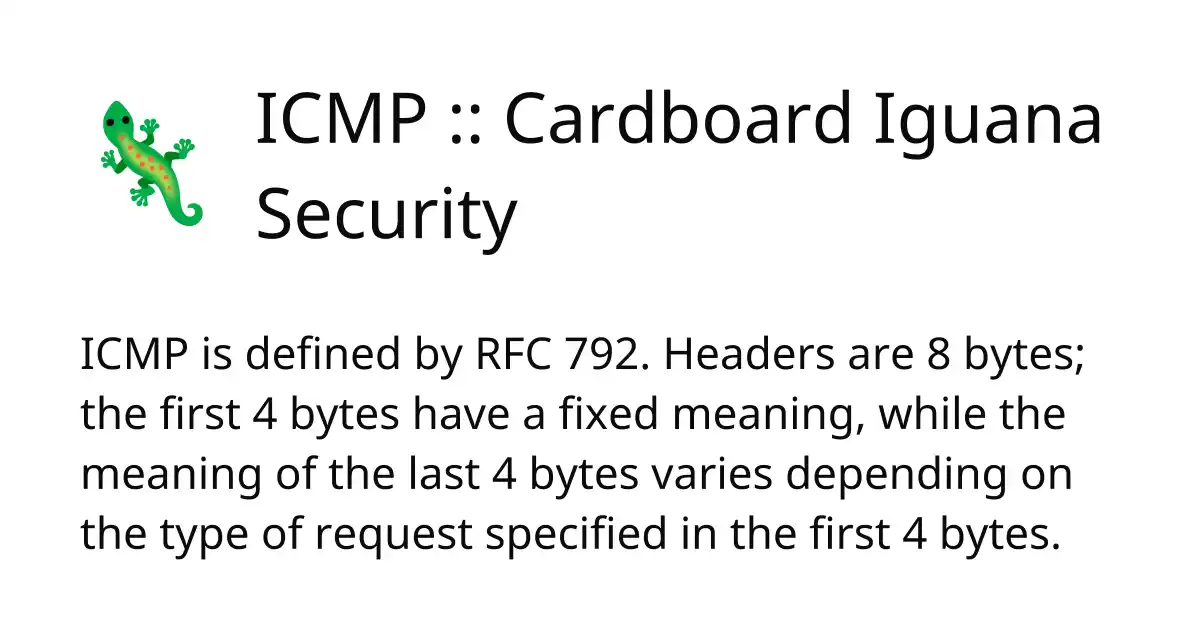 ICMP :: Cardboard Iguana
Security
ICMP is defined by RFC 792. Headers are 8 bytes;
the first 4 bytes have a fixed meaning, while the
meaning of the last 4 bytes varies depending on
the type of request specified in the first 4 bytes.